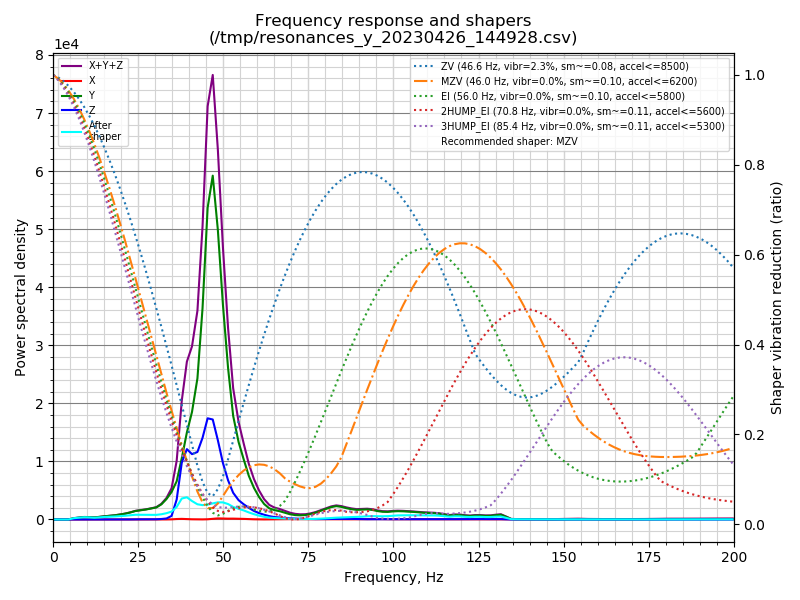 Frequency response and shapers
(/tmp/resonances_y_20230426_144928.csv)
1e4
X+Y+Z
X
Y
Z
After
shaper
ZV (46.6 Hz, vibr=2.3%, sm~=0.08, accel<=8500)
MZV (46.0 Hz, vibr=0.0%, sm~=0.10, accel<=6200)
EI (56.0 Hz, vibr=0.0%, sm~=0.10, accel<=5800)
2HUMP_EI (70.8 Hz, vibr=0.0%, sm~=0.11, accel<=5600)
3HUMP_EI (85.4 Hz, vibr=0.0%, sm~=0.11, accel<=5300)
Recommended shaper: MZV
8
7
6
5
4
3
2
1
0
Power spectral density
1.0
0.8
0.6
0.4
0.2
0.0
Shaper vibration reduction (ratio)
0 25 50 75 100 125 150 175 200
Frequency, Hz